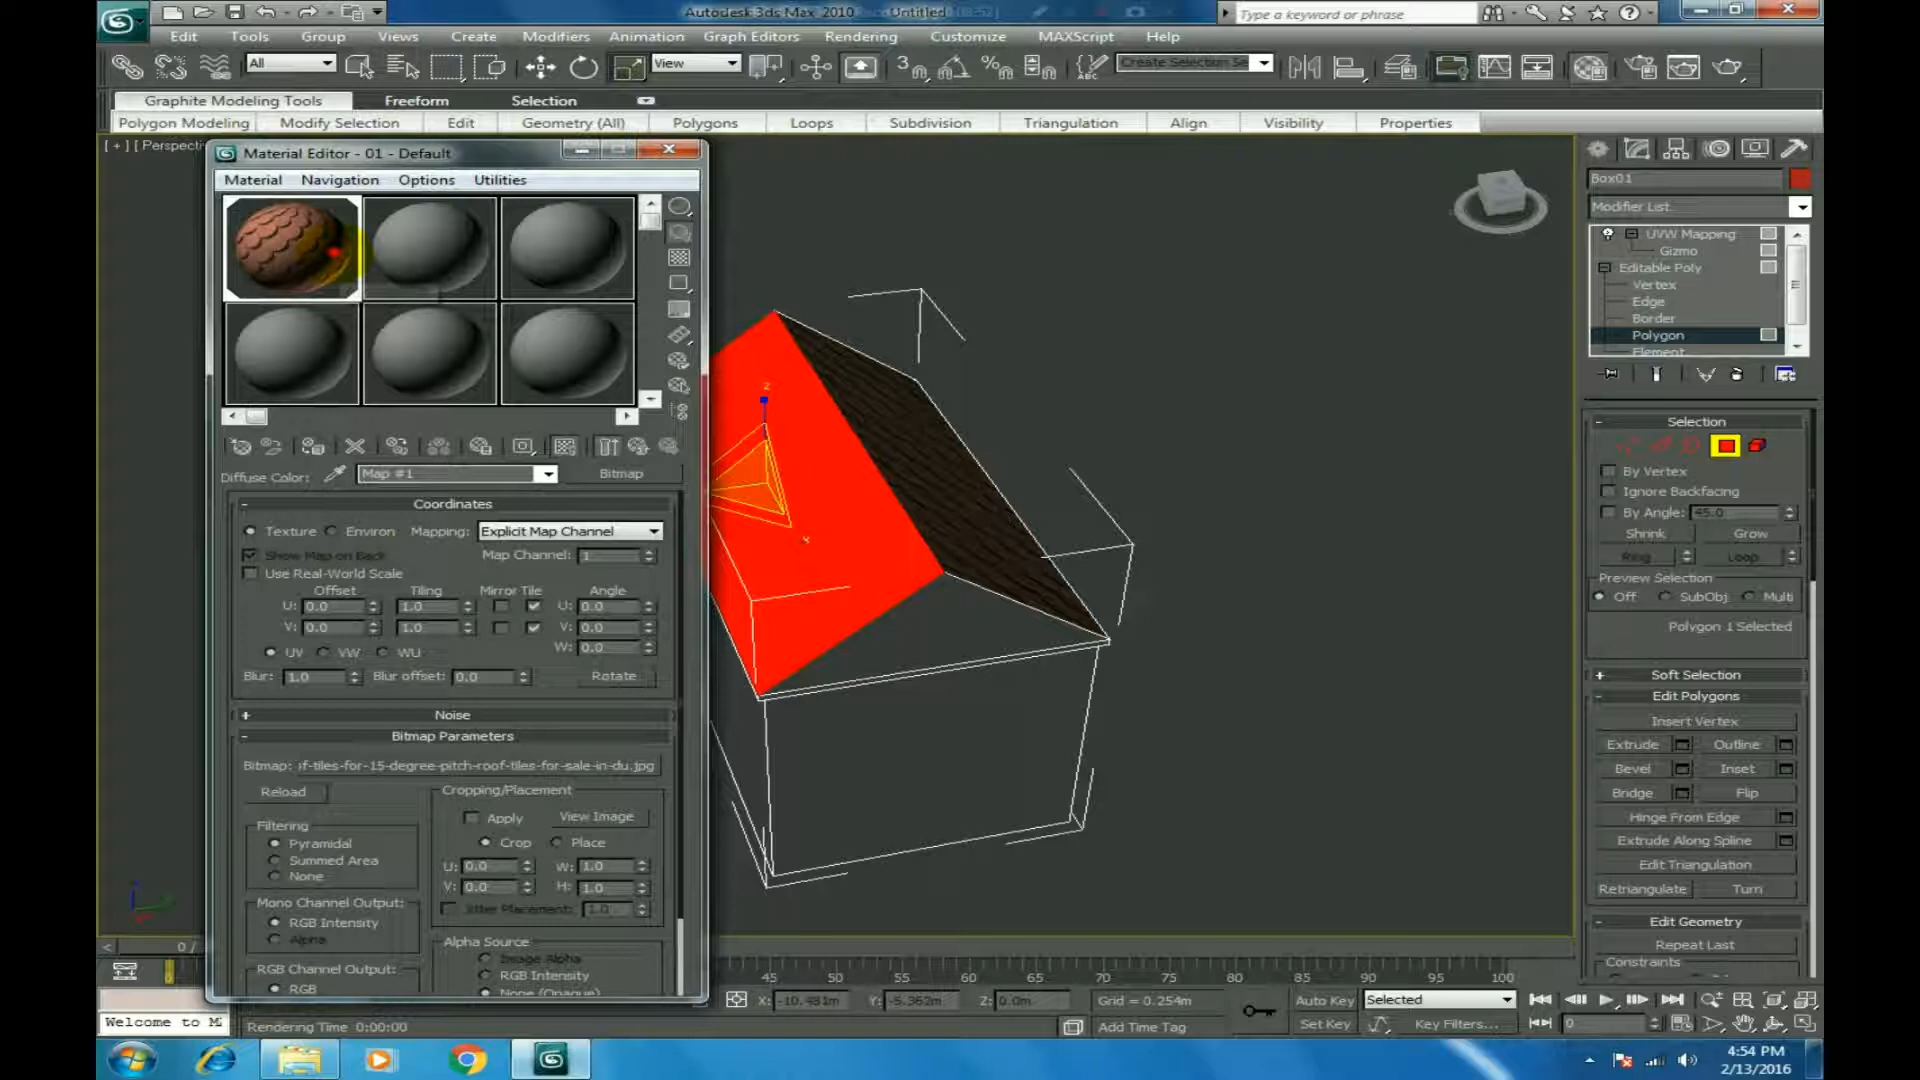 Autodesk 3ds Max 2010 Untitled
Type a keyword or phrase
Edit Tools Group Views Create Modifiers Animation Graph Editors Rendering Customize MAXScript Help
All View Create Selection Se
Graphite Modeling Tools Freeform Selection
Polygon Modeling Modify Selection Edit Geometry (All) Polygons Loops Subdivision Triangulation Align Visibility Properties
[ + ] [ Perspecti
Material Editor - 01 - Default
Material Navigation Options Utilities
Diffuse Color: Map #1 Bitmap
Coordinates
Texture Environ Mapping: Explicit Map Channel
Show Map on Back Map Channel: 1
Use Real-World Scale
Offset Tiling Mirror Tile Angle
U: 0.0 1.0 U: 0.0
V: 0.0 1.0 V: 0.0
UV VW WU W: 0.0
Blur: 1.0 Blur offset: 0.0 Rotate
Noise
Bitmap Parameters
Bitmap: of-tiles-for-15-degree-pitch-roof-tiles-for-sale-in-du.jpg
Reload Cropping/Placement
Apply View Image
Filtering
Pyramidal Crop Place
Summed Area U: 0.0 W: 1.0
None V: 0.0 H: 1.0
Mono Channel Output: Jitter Placement: 1.0
RGB Intensity
Alpha Alpha Source
Image Alpha
RGB Channel Output: RGB Intensity
RGB None (Opaque)
z
x
Box01
Modifier List
UVW Mapping
Gizmo
Editable Poly
Vertex
Edge
Border
Polygon
Element
Selection
By Vertex
Ignore Backfacing
By Angle: 45.0
Shrink Grow
Ring Loop
Preview Selection
Off SubObj Multi
Polygon 1 Selected
Soft Selection
Edit Polygons
Insert Vertex
Extrude Outline
Bevel Inset
Bridge Flip
Hinge From Edge
Extrude Along Spline
Edit Triangulation
Retriangulate Turn
Edit Geometry
Repeat Last
Constraints
0 /
45 50 55 60 65 70 75 80 85 90 95 100
X: -10.481m Y: -5.362m Z: 0.0m Grid = 0.254m Auto Key Selected
Welcome to M Rendering Time 0:00:00 Add Time Tag Set Key Key Filters... 0
4:54 PM
2/13/2016